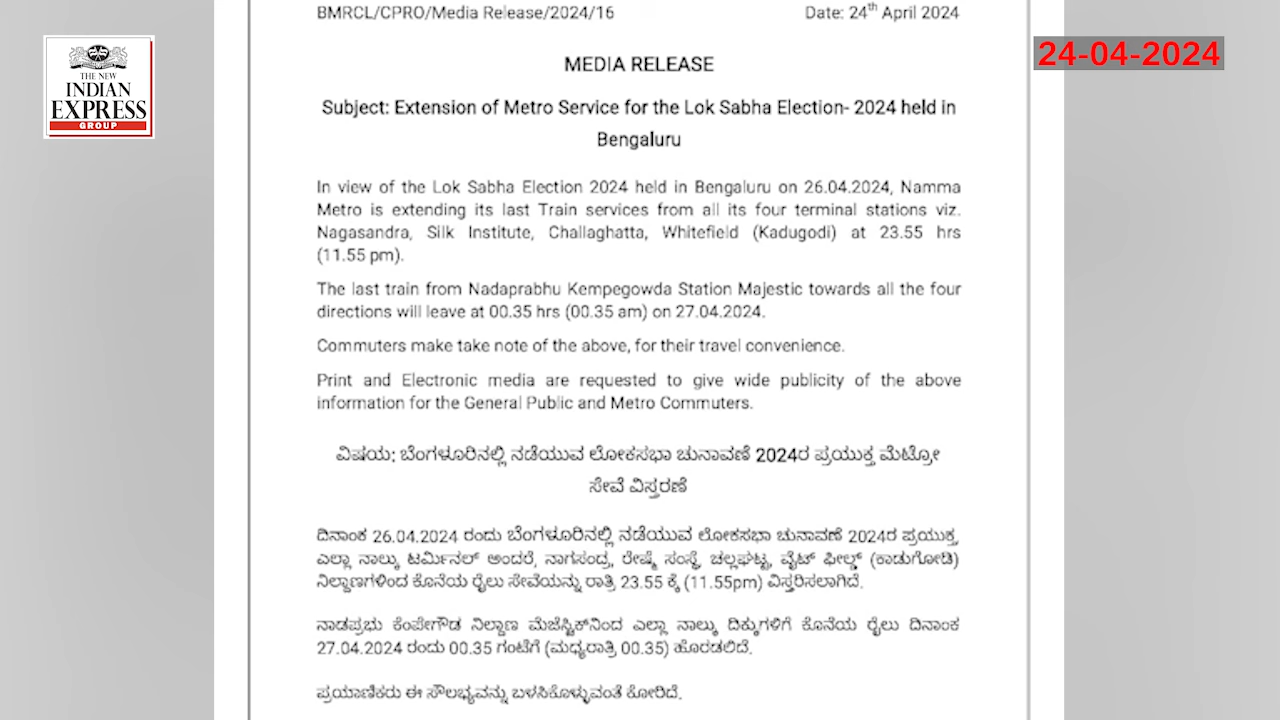 BMRCL/CPRO/Media Release/2024/16 Date: 24th April 2024
24-04-2024
THE NEW
INDIAN
EXPRESS
GROUP
MEDIA RELEASE
Subject: Extension of Metro Service for the Lok Sabha Election- 2024 held in
Bengaluru
In view of the Lok Sabha Election 2024 held in Bengaluru on 26.04.2024, Namma
Metro is extending its last Train services from all its four terminal stations viz.
Nagasandra, Silk Institute, Challaghatta, Whitefield (Kadugodi) at 23.55 hrs
(11.55 pm).
The last train from Nadaprabhu Kempegowda Station Majestic towards all the four
directions will leave at 00.35 hrs (00.35 am) on 27.04.2024.
Commuters make take note of the above, for their travel convenience.
Print and Electronic media are requested to give wide publicity of the above
information for the General Public and Metro Commuters.
ವಿಷಯ: ಬೆಂಗಳೂರಿನಲ್ಲಿ ನಡೆಯುವ ಲೋಕಸಭಾ ಚುನಾವಣೆ 2024ರ ಪ್ರಯುಕ್ತ ಮೆಟ್ರೋ
ಸೇವೆ ವಿಸ್ತರಣೆ
ದಿನಾಂಕ 26.04.2024 ರಂದು ಬೆಂಗಳೂರಿನಲ್ಲಿ ನಡೆಯುವ ಲೋಕಸಭಾ ಚುನಾವಣೆ 2024ರ ಪ್ರಯುಕ್ತ,
ಎಲ್ಲಾ ನಾಲ್ಕು ಟರ್ಮಿನಲ್ ಅಂದರೆ, ನಾಗಸಂದ್ರ, ರೇಷ್ಮೆ ಸಂಸ್ಥೆ, ಚಲ್ಲಘಟ್ಟ, ವೈಟ್ ಫೀಲ್ಡ್ (ಕಾಡುಗೋಡಿ)
ನಿಲ್ದಾಣಗಳಿಂದ ಕೊನೆಯ ರೈಲು ಸೇವೆಯನ್ನು ರಾತ್ರಿ 23.55 ಕ್ಕೆ (11.55pm) ವಿಸ್ತರಿಸಲಾಗಿದೆ.
ನಾಡಪ್ರಭು ಕೆಂಪೇಗೌಡ ನಿಲ್ದಾಣ ಮೆಜೆಸ್ಟಿಕ್‌ನಿಂದ ಎಲ್ಲಾ ನಾಲ್ಕು ದಿಕ್ಕುಗಳಿಗೆ ಕೊನೆಯ ರೈಲು ದಿನಾಂಕ
27.04.2024 ರಂದು 00.35 ಗಂಟೆಗೆ (ಮಧ್ಯರಾತ್ರಿ 00.35) ಹೊರಡಲಿದೆ.
ಪ್ರಯಾಣಿಕರು ಈ ಸೌಲಭ್ಯವನ್ನು ಬಳಸಿಕೊಳ್ಳುವಂತೆ ಕೋರಿದೆ.